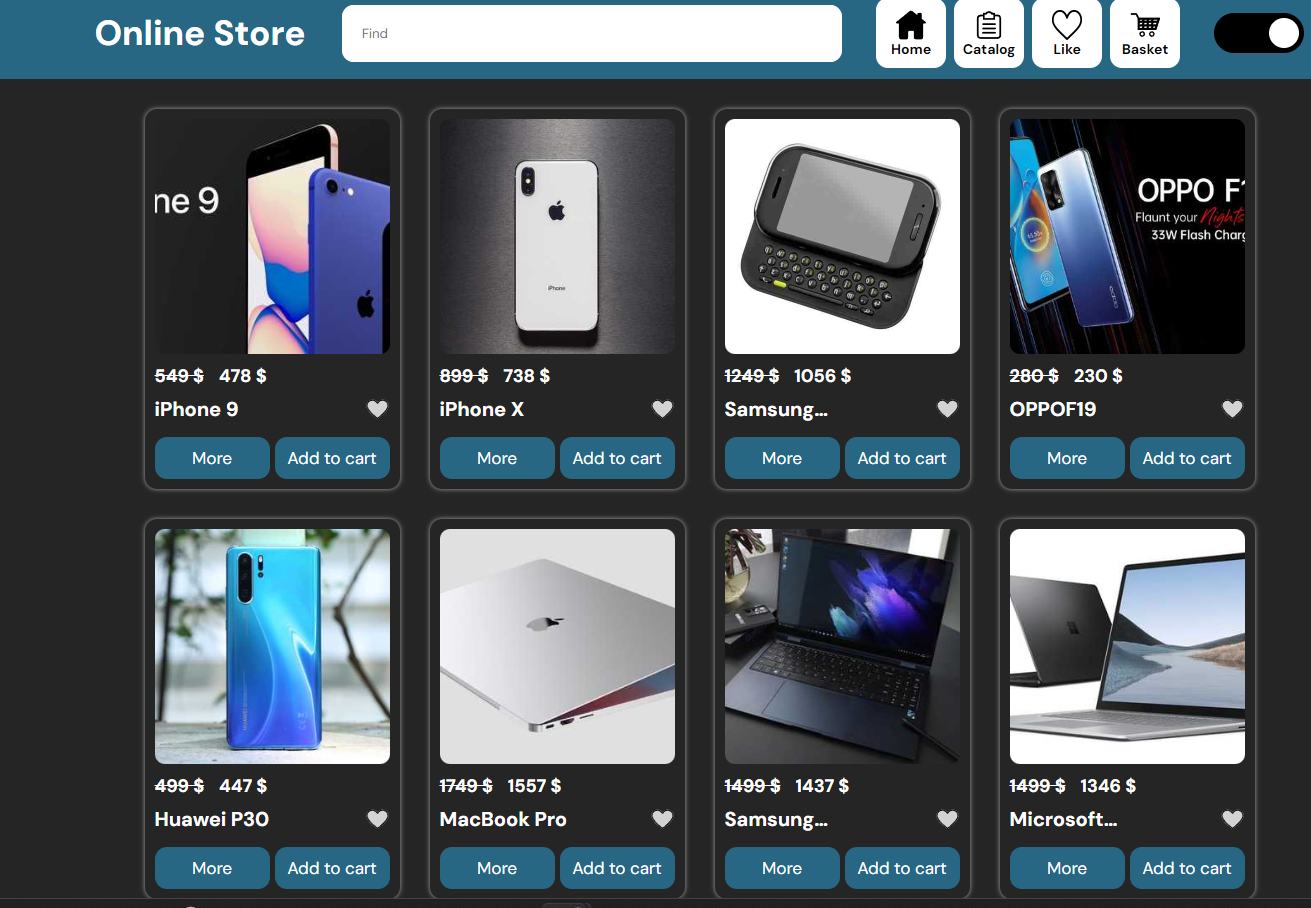 Online Store
Find
Home
Catalog
Like
Basket
ne 9
iPhone
OPPO F1
Flaunt your Nights
33W Flash Charg
549 $ 478 $
899 $ 738 $
1249 $ 1056 $
280 $ 230 $
iPhone 9
iPhone X
Samsung...
OPPOF19
More
Add to cart
More
Add to cart
More
Add to cart
More
Add to cart
499 $ 447 $
1749 $ 1557 $
1499 $ 1437 $
1499 $ 1346 $
Huawei P30
MacBook Pro
Samsung...
Microsoft...
More
Add to cart
More
Add to cart
More
Add to cart
More
Add to cart